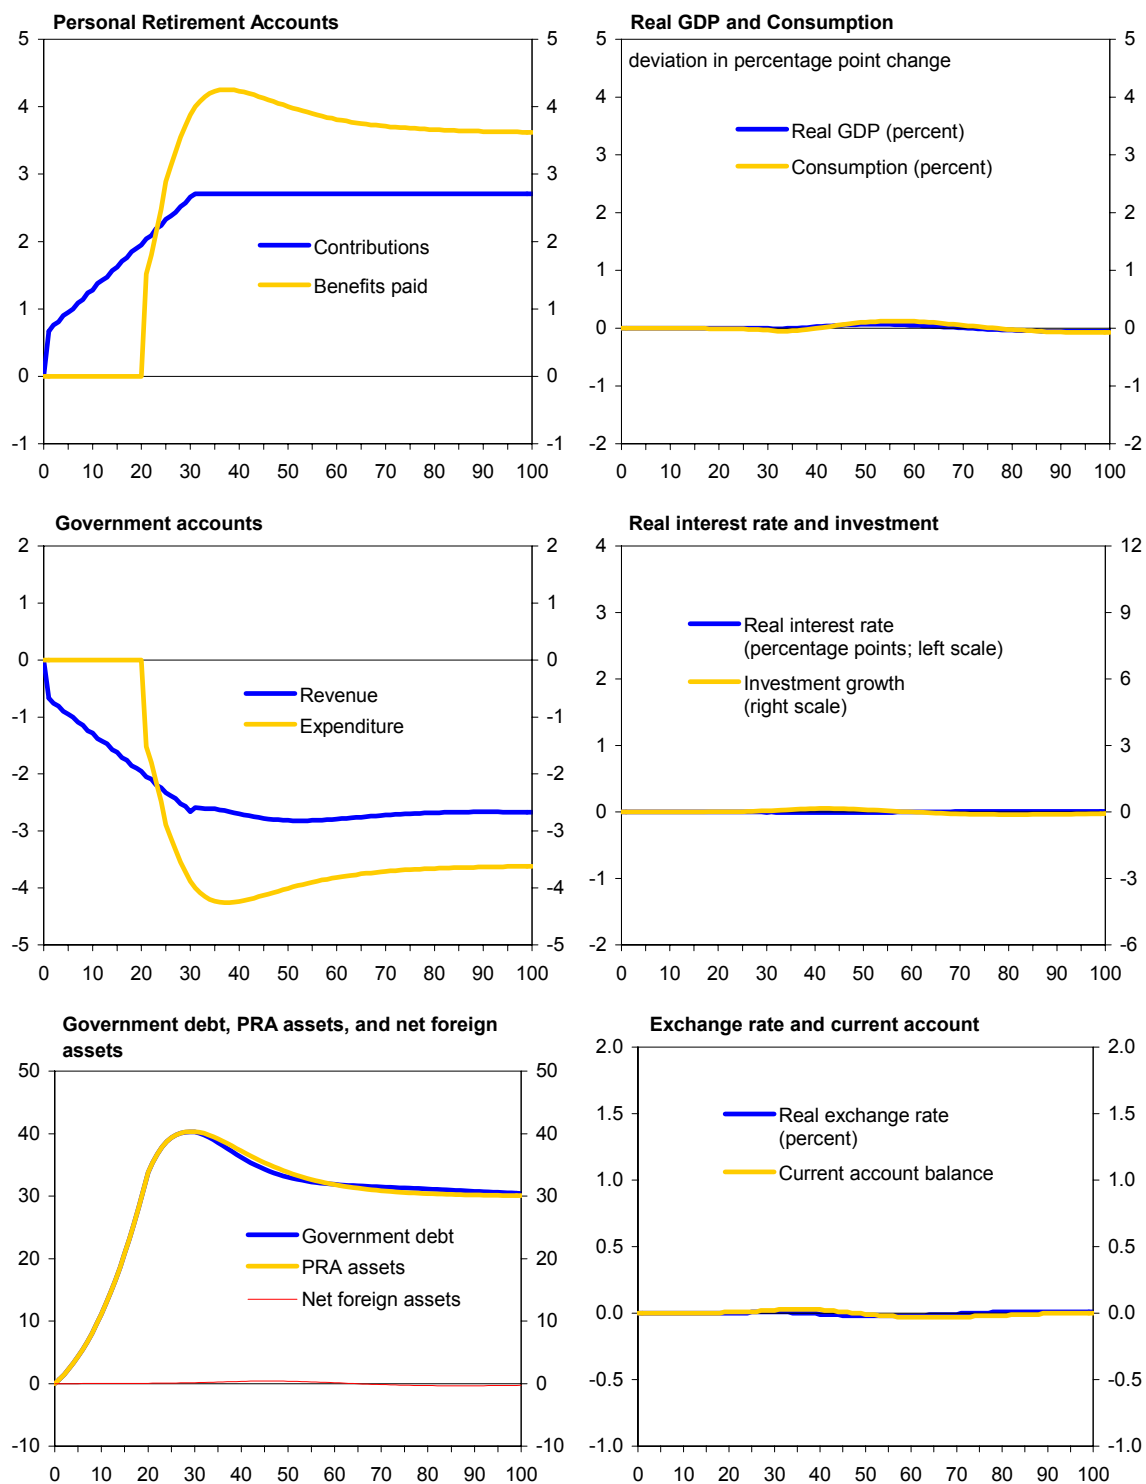 Personal Retirement Accounts
5 5
4 4
3 3
2 2
1 1
0 0
-1 -1
Contributions
Benefits paid
0 10 20 30 40 50 60 70 80 90 100
Real GDP and Consumption
deviation in percentage point change
5 5
4 4
3 3
2 2
1 1
0 0
-1 -1
-2 -2
Real GDP (percent)
Consumption (percent)
0 10 20 30 40 50 60 70 80 90 100
Government accounts
2 2
1 1
0 0
-1 -1
-2 -2
-3 -3
-4 -4
-5 -5
Revenue
Expenditure
0 10 20 30 40 50 60 70 80 90 100
Real interest rate and investment
4 12
3 9
2 6
1 3
0 0
-1 -3
-2 -6
Real interest rate
(percentage points; left scale)
Investment growth
(right scale)
0 10 20 30 40 50 60 70 80 90 100
Government debt, PRA assets, and net foreign
assets
50 50
40 40
30 30
20 20
10 10
0 0
-10 -10
Government debt
PRA assets
Net foreign assets
0 10 20 30 40 50 60 70 80 90 100
Exchange rate and current account
2.0 2.0
1.5 1.5
1.0 1.0
0.5 0.5
0.0 0.0
-0.5 -0.5
-1.0 -1.0
Real exchange rate
(percent)
Current account balance
0 10 20 30 40 50 60 70 80 90 100